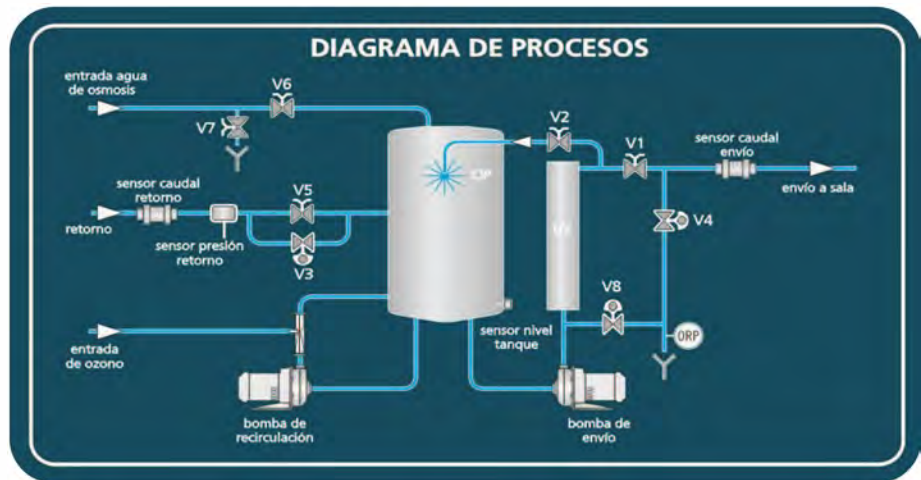 DIAGRAMA DE PROCESOS
entrada agua
de osmosis
V6
V7
V2
V1
sensor caudal
envío
envío a sala
sensor caudal
retorno
V5
retorno
sensor presión
retorno
V3
V4
V8
sensor nivel
tanque
ORP
entrada
de ozono
bomba de
recirculación
bomba de
envío